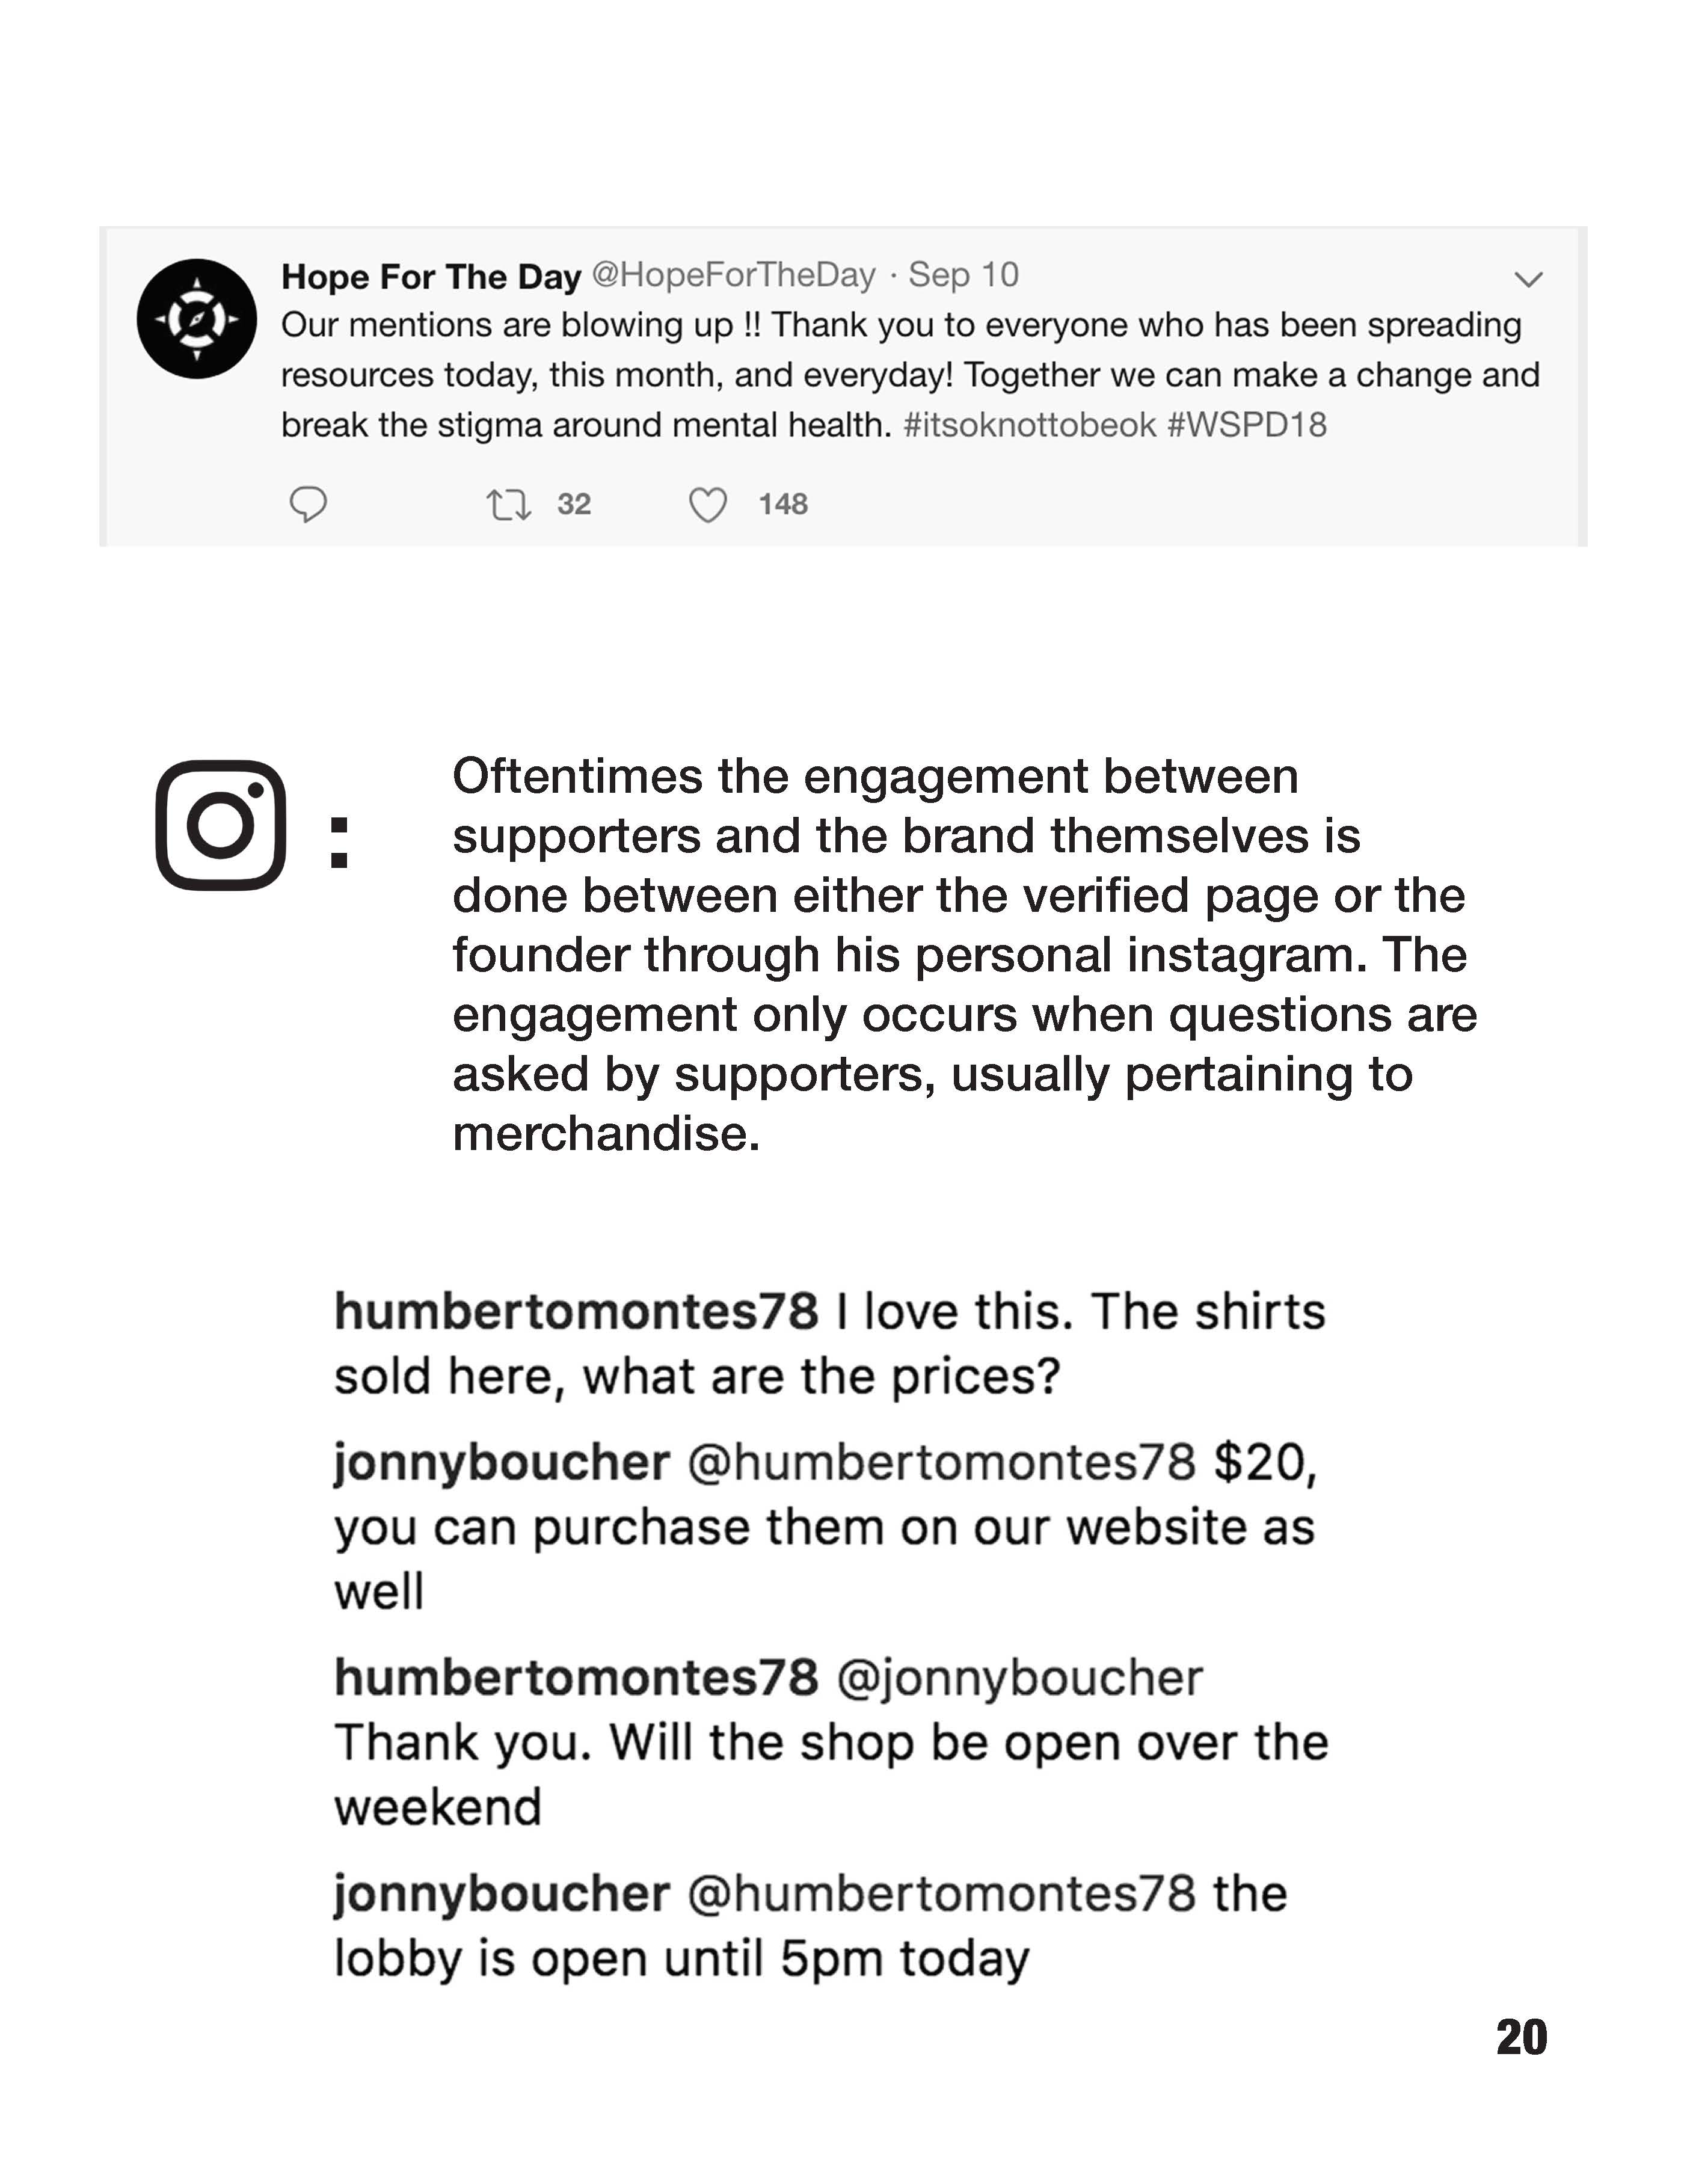 Hope For The Day @HopeForTheDay · Sep 10
Our mentions are blowing up !! Thank you to everyone who has been spreading
resources today, this month, and everyday! Together we can make a change and
break the stigma around mental health. #itsoknottobeok #WSPD18
32 148
:
Oftentimes the engagement between
supporters and the brand themselves is
done between either the verified page or the
founder through his personal instagram. The
engagement only occurs when questions are
asked by supporters, usually pertaining to
merchandise.
humbertomontes78 I love this. The shirts
sold here, what are the prices?
jonnyboucher @humbertomontes78 $20,
you can purchase them on our website as
well
humbertomontes78 @jonnyboucher
Thank you. Will the shop be open over the
weekend
jonnyboucher @humbertomontes78 the
lobby is open until 5pm today
20